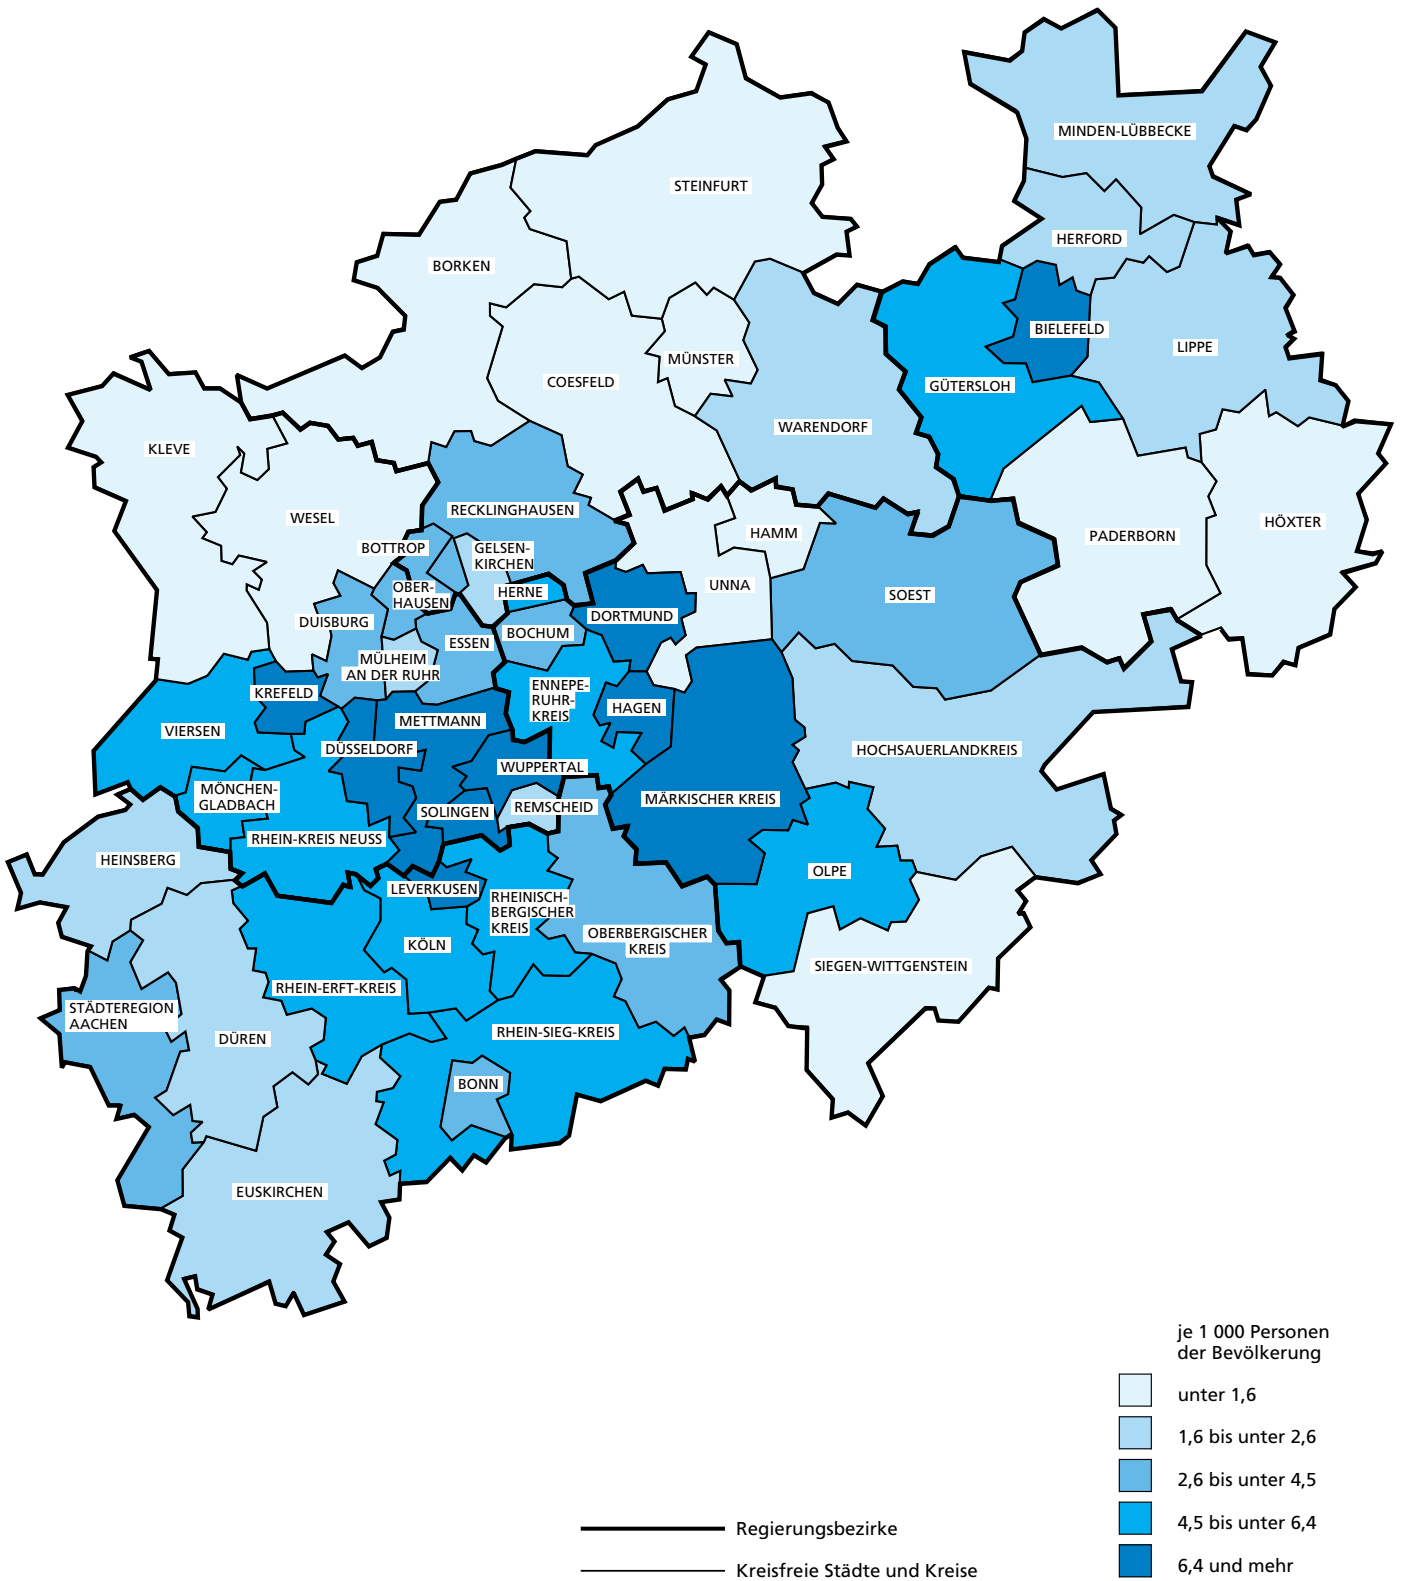 MINDEN-LÜBBECKE
STEINFURT
HERFORD
BORKEN
BIELEFELD
LIPPE
MÜNSTER
COESFELD
GÜTERSLOH
WARENDORF
KLEVE
RECKLINGHAUSEN
WESEL
HÖXTER
HAMM
PADERBORN
BOTTROP
GELSEN-
KIRCHEN
UNNA
OBER-
HAUSEN
HERNE
SOEST
DORTMUND
DUISBURG
BOCHUM
ESSEN
MÜLHEIM
AN DER RUHR
KREFELD
ENNEPE-
RUHR-
KREIS
HAGEN
METTMANN
VIERSEN
DÜSSELDORF
HOCHSAUERLANDKREIS
WUPPERTAL
MÖNCHEN-
GLADBACH
MÄRKISCHER KREIS
REMSCHEID
SOLINGEN
RHEIN-KREIS NEUSS
HEINSBERG
OLPE
LEVERKUSEN
RHEINISCH-
BERGISCHER
KREIS
OBERBERGISCHER
KREIS
KÖLN
SIEGEN-WITTGENSTEIN
RHEIN-ERFT-KREIS
STÄDTEREGION
AACHEN
RHEIN-SIEG-KREIS
DÜREN
BONN
EUSKIRCHEN
je 1 000 Personen
der Bevölkerung
unter 1,6
1,6 bis unter 2,6
2,6 bis unter 4,5
4,5 bis unter 6,4
6,4 und mehr
Regierungsbezirke
Kreisfreie Städte und Kreise